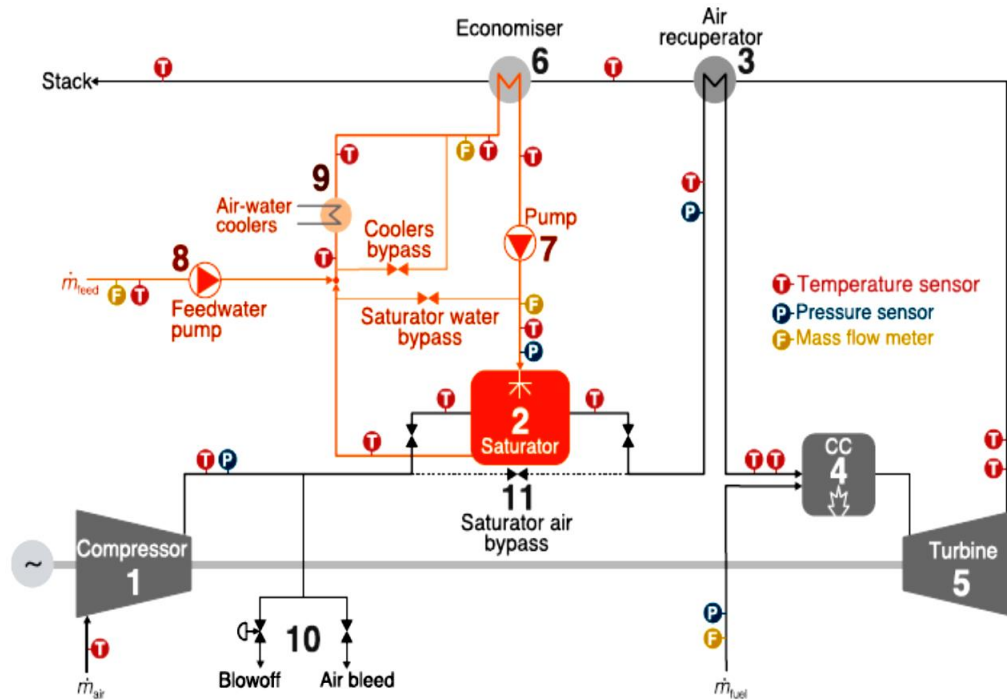 Economiser
6
Air
recuperator
3
Stack
T
T
F
T
T
T
9
Air-water
coolers
T
P
Pump
7
Coolers
bypass
T
8
ṁfeed
F
T
Feedwater
pump
Saturator water
bypass
F
T
P
T Temperature sensor
P Pressure sensor
F Mass flow meter
T
2
Saturator
T
T
T
P
11
Saturator air
bypass
T
T
CC
4
T
T
~
Compressor
1
Turbine
5
10
Blowoff
Air bleed
T
ṁair
P
F
ṁfuel